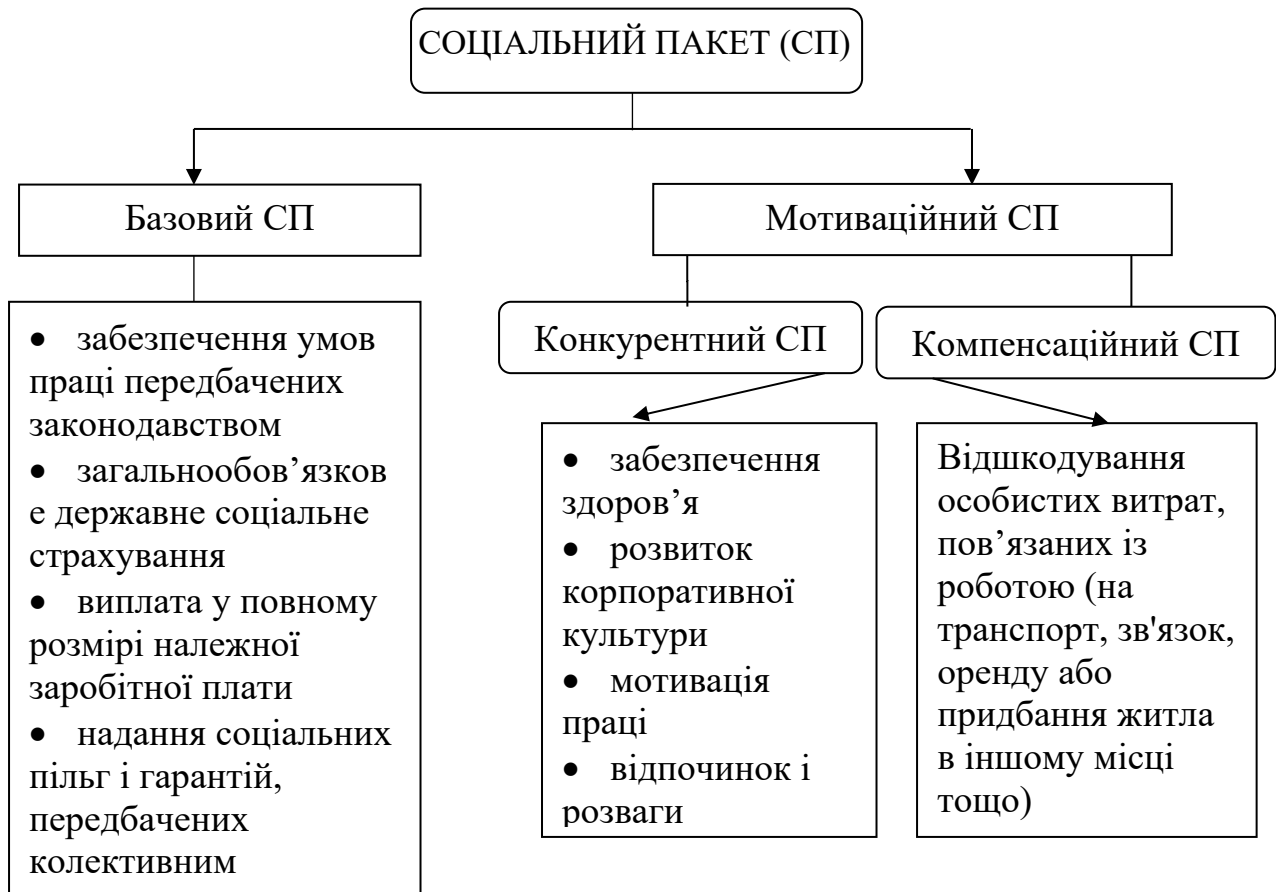 СОЦІАЛЬНИЙ ПАКЕТ (СП)
Базовий СП
Мотиваційний СП
• забезпечення умов
праці передбачених
законодавством
• загальнообов’язков
е державне соціальне
страхування
• виплата у повному
розмірі належної
заробітної плати
• надання соціальних
пільг і гарантій,
передбачених
колективним
Конкурентний СП
Компенсаційний СП
• забезпечення
здоров’я
• розвиток
корпоративної
культури
• мотивація
праці
• відпочинок і
розваги
Відшкодування
особистих витрат,
пов’язаних із
роботою (на
транспорт, зв'язок,
оренду або
придбання житла
в іншому місці
тощо)